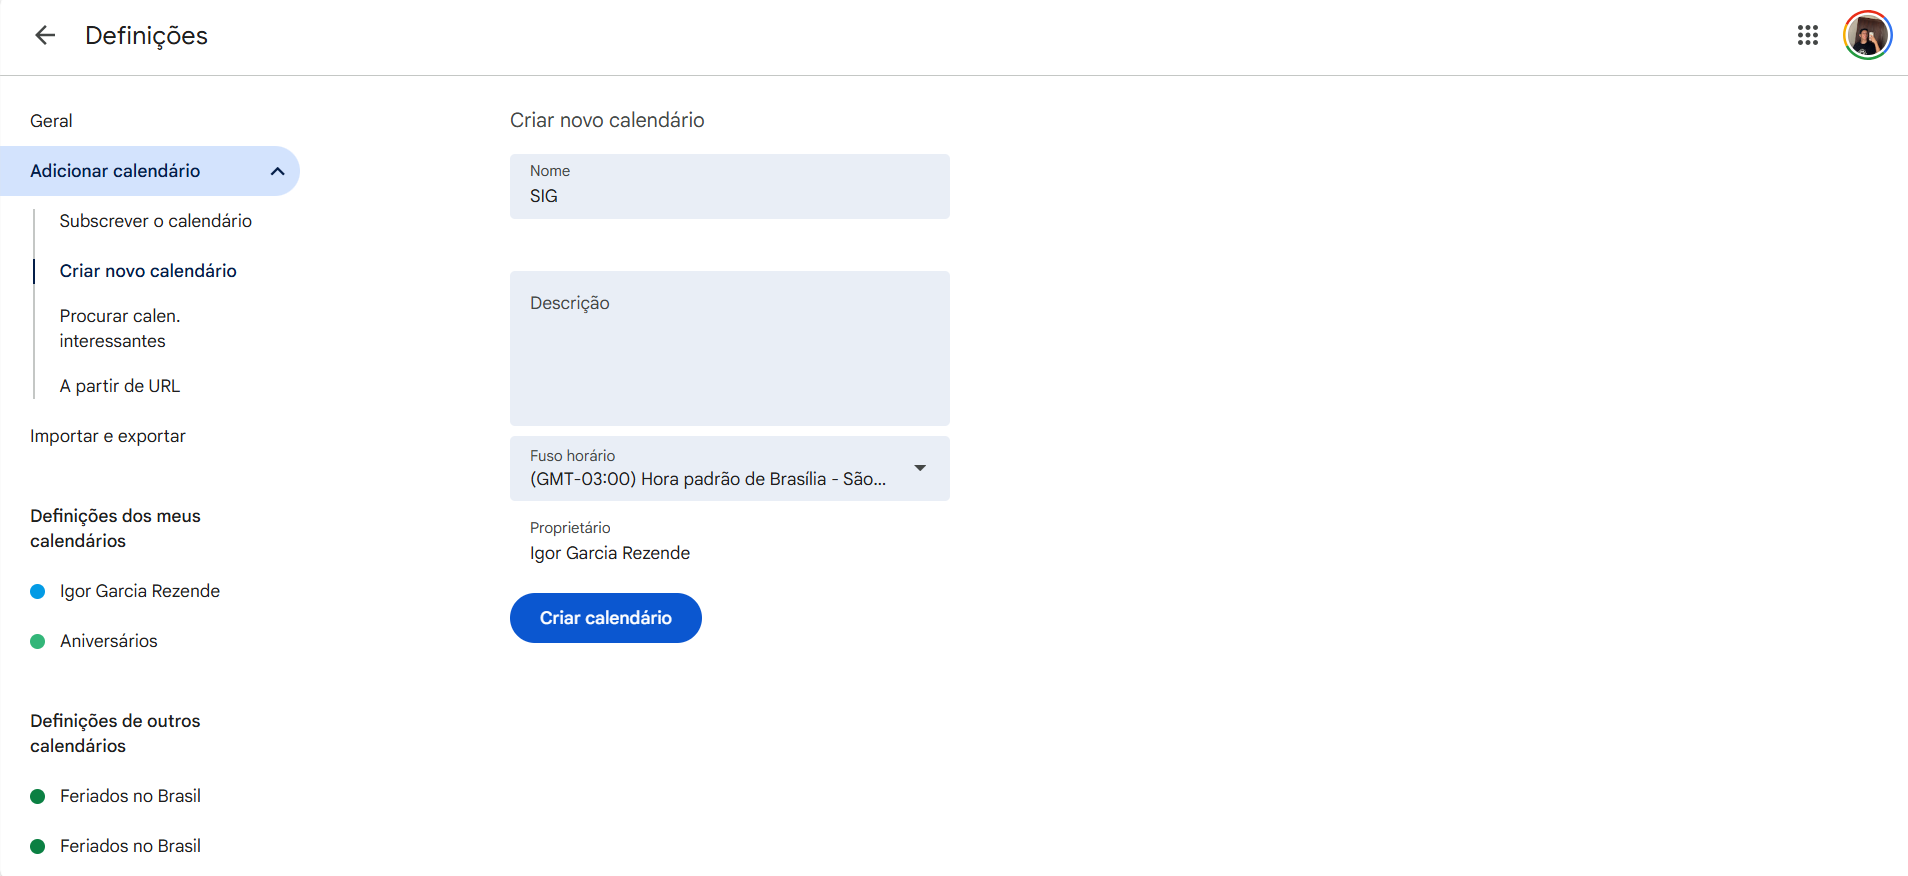 Definições
Geral
Adicionar calendário
Subscrever o calendário
Criar novo calendário
Procurar calen.
interessantes
A partir de URL
Importar e exportar
Definições dos meus
calendários
Igor Garcia Rezende
Aniversários
Definições de outros
calendários
Feriados no Brasil
Feriados no Brasil
Criar novo calendário
Nome
SIG
Descrição
Fuso horário
(GMT-03:00) Hora padrão de Brasília - São...
Proprietário
Igor Garcia Rezende
Criar calendário